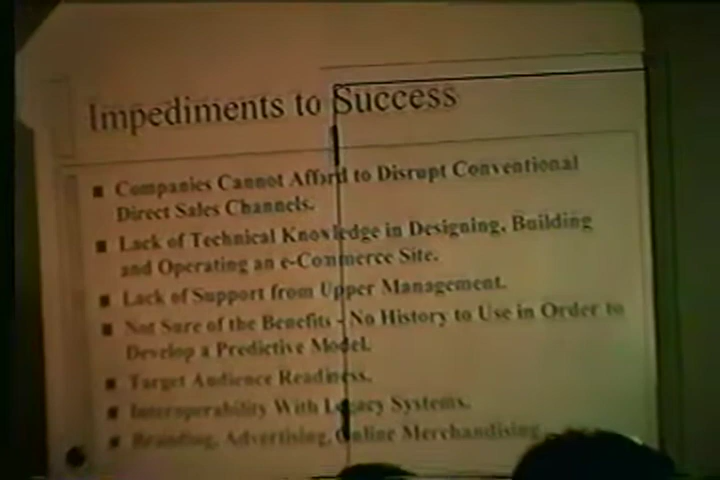 Impediments to Success
■ Companies Cannot Afford to Disrupt Conventional
Direct Sales Channels.
■ Lack of Technical Knowledge in Designing, Building
and Operating an e-Commerce Site.
■ Lack of Support from Upper Management.
■ Not Sure of the Benefits - No History to Use in Order to
Develop a Predictive Model.
■ Target Audience Readiness.
■ Interoperability With Legacy Systems.
■ Branding, Advertising, Online Merchandising